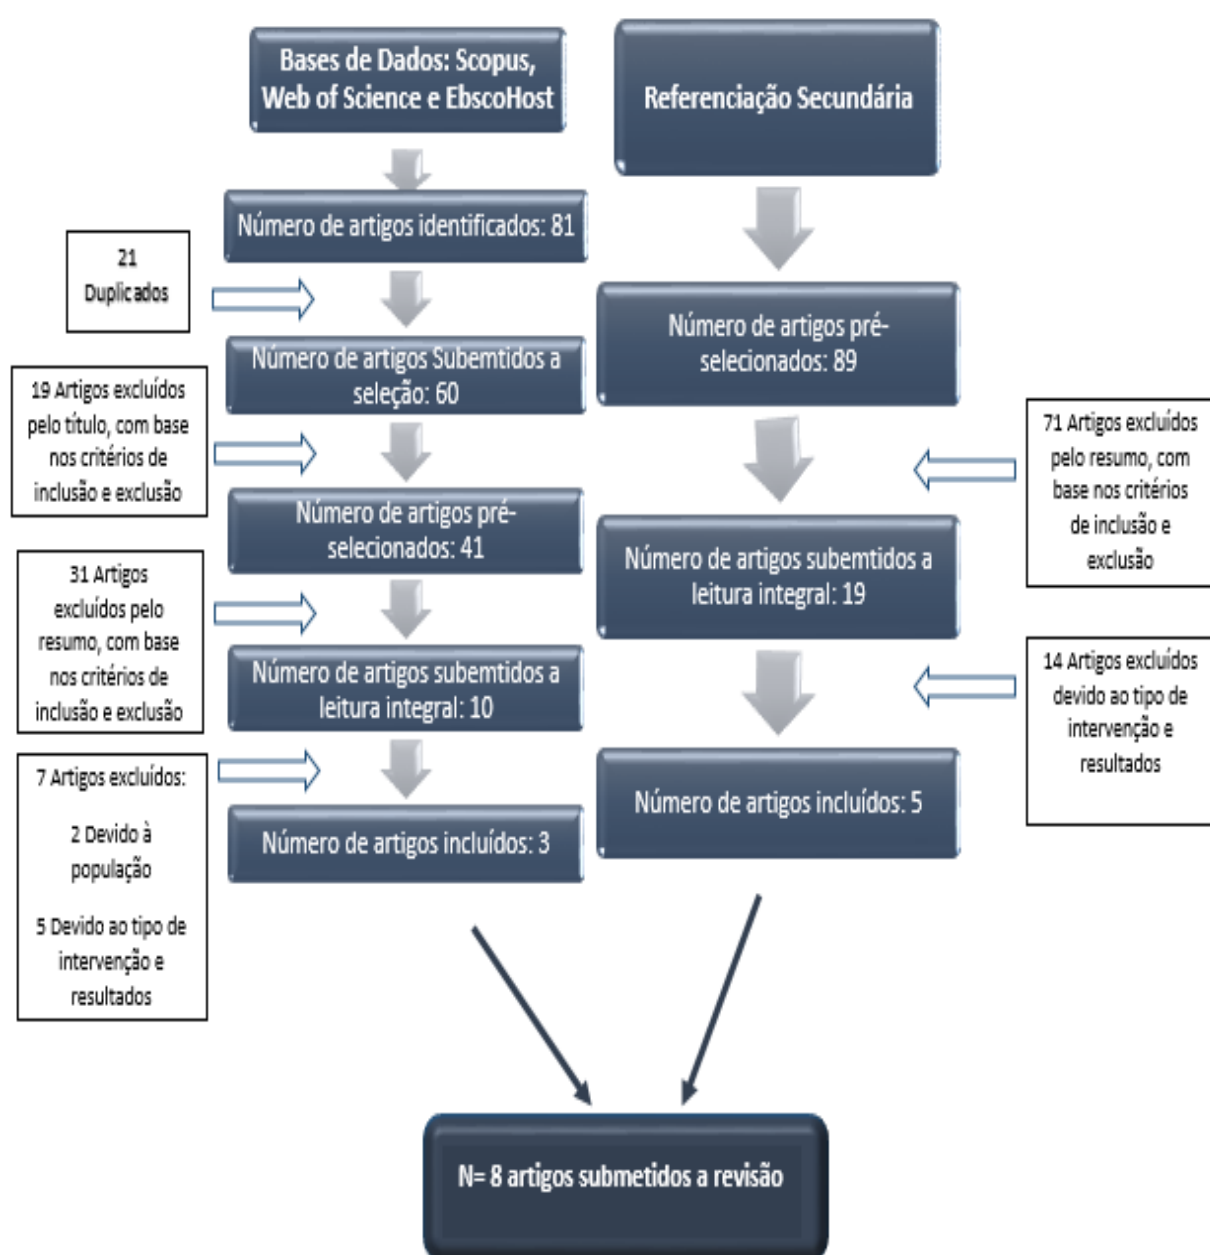 Bases de Dados: Scopus,
Web of Science e EbscoHost
Número de artigos identificados: 81
21
Duplicados
Número de artigos Subemtidos a
seleção: 60
19 Artigos excluídos
pelo título, com base
nos critérios de
inclusão e exclusão
Número de artigos pré-
selecionados: 41
31 Artigos
excluídos pelo
resumo, com base
nos critérios de
inclusão e exclusão
Número de artigos subemtidos a
leitura integral: 10
7 Artigos excluídos:
2 Devido à
população
5 Devido ao tipo de
intervenção e
resultados
Número de artigos incluídos: 3
Referenciação Secundária
Número de artigos pré-
selecionados: 89
71 Artigos excluídos
pelo resumo, com
base nos critérios
de inclusão e
exclusão
Número de artigos subemtidos a
leitura integral: 19
14 Artigos excluídos
devido ao tipo de
intervenção e
resultados
Número de artigos incluídos: 5
N= 8 artigos submetidos a revisão